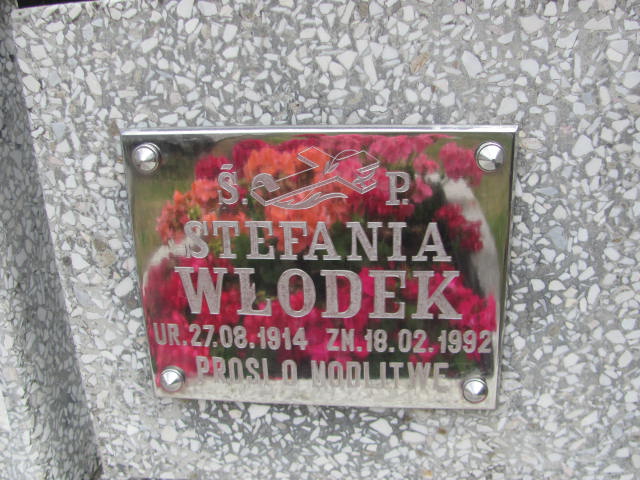 Ś. P.
STEFANIA
WŁODEK
UR. 27.08.1914 ZM. 18.02.1992
PROSI O MODLITWĘ